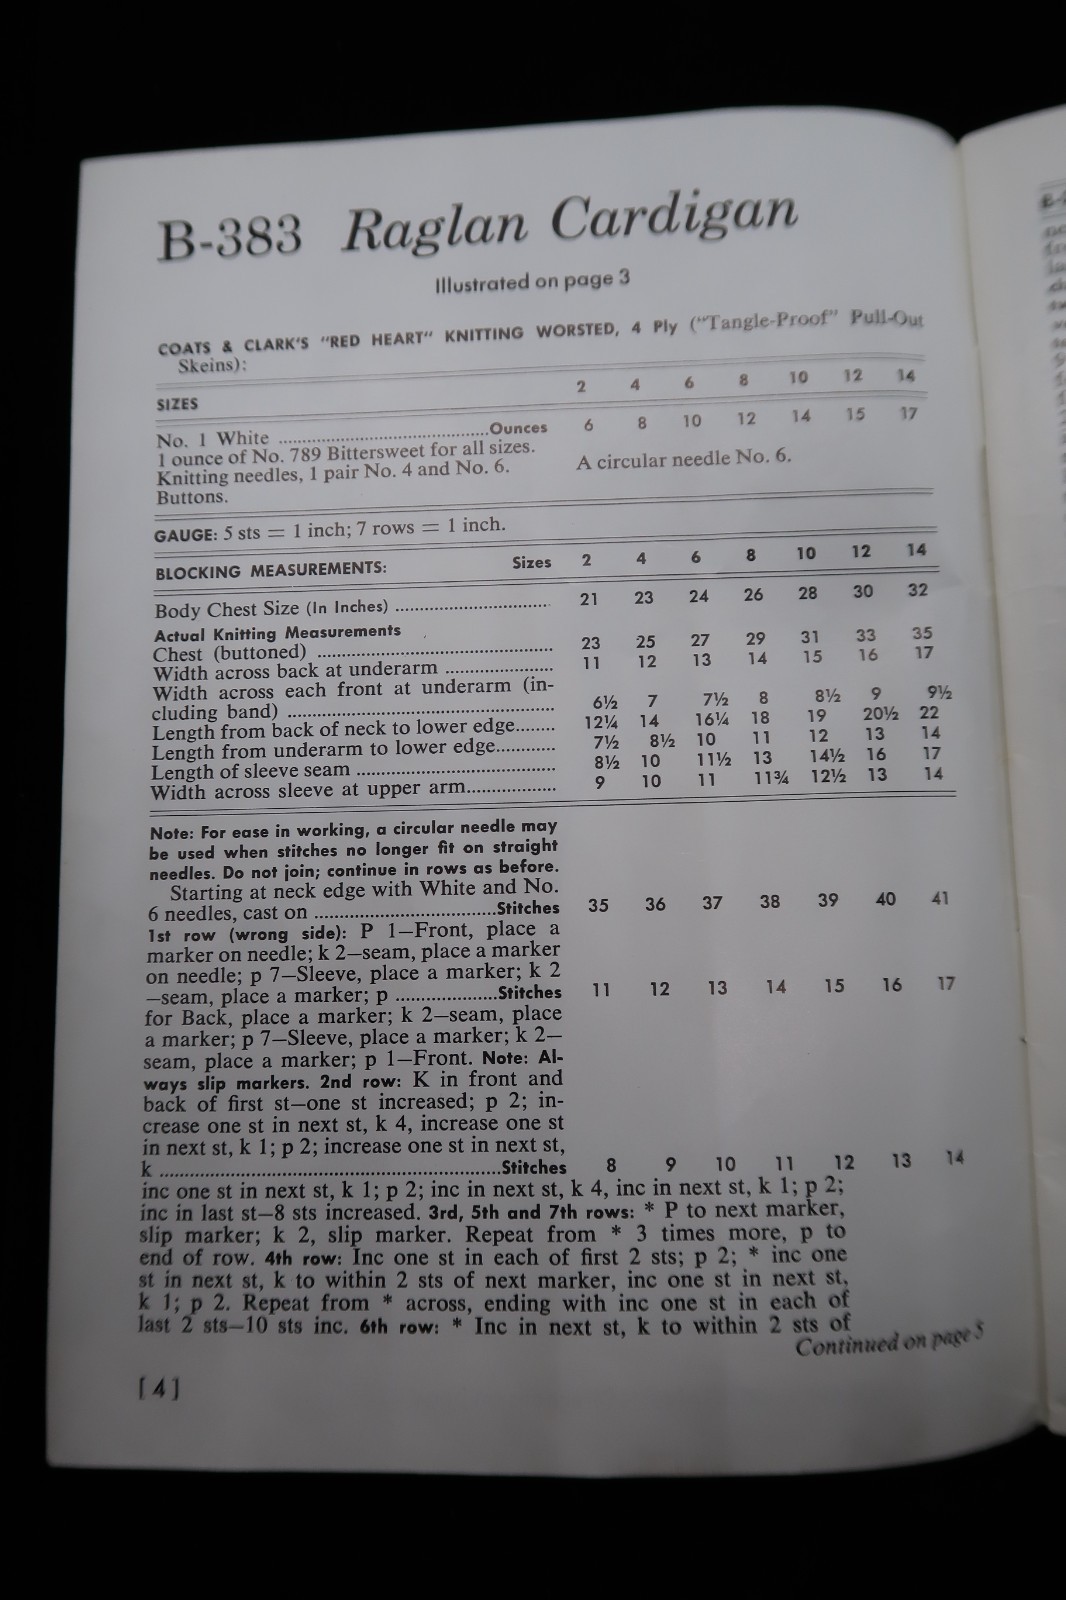 B-383 Raglan Cardigan
Illustrated on page 3
COATS & CLARK'S "RED HEART" KNITTING WORSTED, 4 Ply ("Tangle-Proof" Pull-Out
Skeins):
SIZES 2 4 6 8 10 12 14
No. 1 White ........................................Ounces 6 8 10 12 14 15 17
1 ounce of No. 789 Bittersweet for all sizes.
Knitting needles, 1 pair No. 4 and No. 6. A circular needle No. 6.
Buttons.
GAUGE: 5 sts = 1 inch; 7 rows = 1 inch.
BLOCKING MEASUREMENTS: Sizes 2 4 6 8 10 12 14
Body Chest Size (In Inches) .............................. 21 23 24 26 28 30 32
Actual Knitting Measurements
Chest (buttoned) ............................................. 23 25 27 29 31 33 35
Width across back at underarm .................... 11 12 13 14 15 16 17
Width across each front at underarm (in-
cluding band) .................................................. 6½ 7 7½ 8 8½ 9 9½
Length from back of neck to lower edge........ 12¼ 14 16¼ 18 19 20½ 22
Length from underarm to lower edge............ 7½ 8½ 10 11 12 13 14
Length of sleeve seam ...................................... 8½ 10 11½ 13 14½ 16 17
Width across sleeve at upper arm................. 9 10 11 11¾ 12½ 13 14
Note: For ease in working, a circular needle may
be used when stitches no longer fit on straight
needles. Do not join; continue in rows as before.
Starting at neck edge with White and No.
6 needles, cast on ..................................Stitches 35 36 37 38 39 40 41
1st row (wrong side): P 1—Front, place a
marker on needle; k 2—seam, place a marker
on needle; p 7—Sleeve, place a marker; k 2
—seam, place a marker; p ...................Stitches 11 12 13 14 15 16 17
for Back, place a marker; k 2—seam, place
a marker; p 7—Sleeve, place a marker; k 2—
seam, place a marker; p 1—Front. Note: Al-
ways slip markers. 2nd row: K in front and
back of first st—one st increased; p 2; in-
crease one st in next st, k 4, increase one st
in next st, k 1; p 2; increase one st in next st,
k ................................................................Stitches 8 9 10 11 12 13 14
inc one st in next st, k 1; p 2; inc in next st, k 4, inc in next st, k 1; p 2;
inc in last st—8 sts increased. 3rd, 5th and 7th rows: * P to next marker,
slip marker; k 2, slip marker. Repeat from * 3 times more, p to
end of row. 4th row: Inc one st in each of first 2 sts; p 2; * inc one
st in next st, k to within 2 sts of next marker, inc one st in next st,
k 1; p 2. Repeat from * across, ending with inc one st in each of
last 2 sts—10 sts inc. 6th row: * Inc in next st, k to within 2 sts of
Continued on page 5
[4]